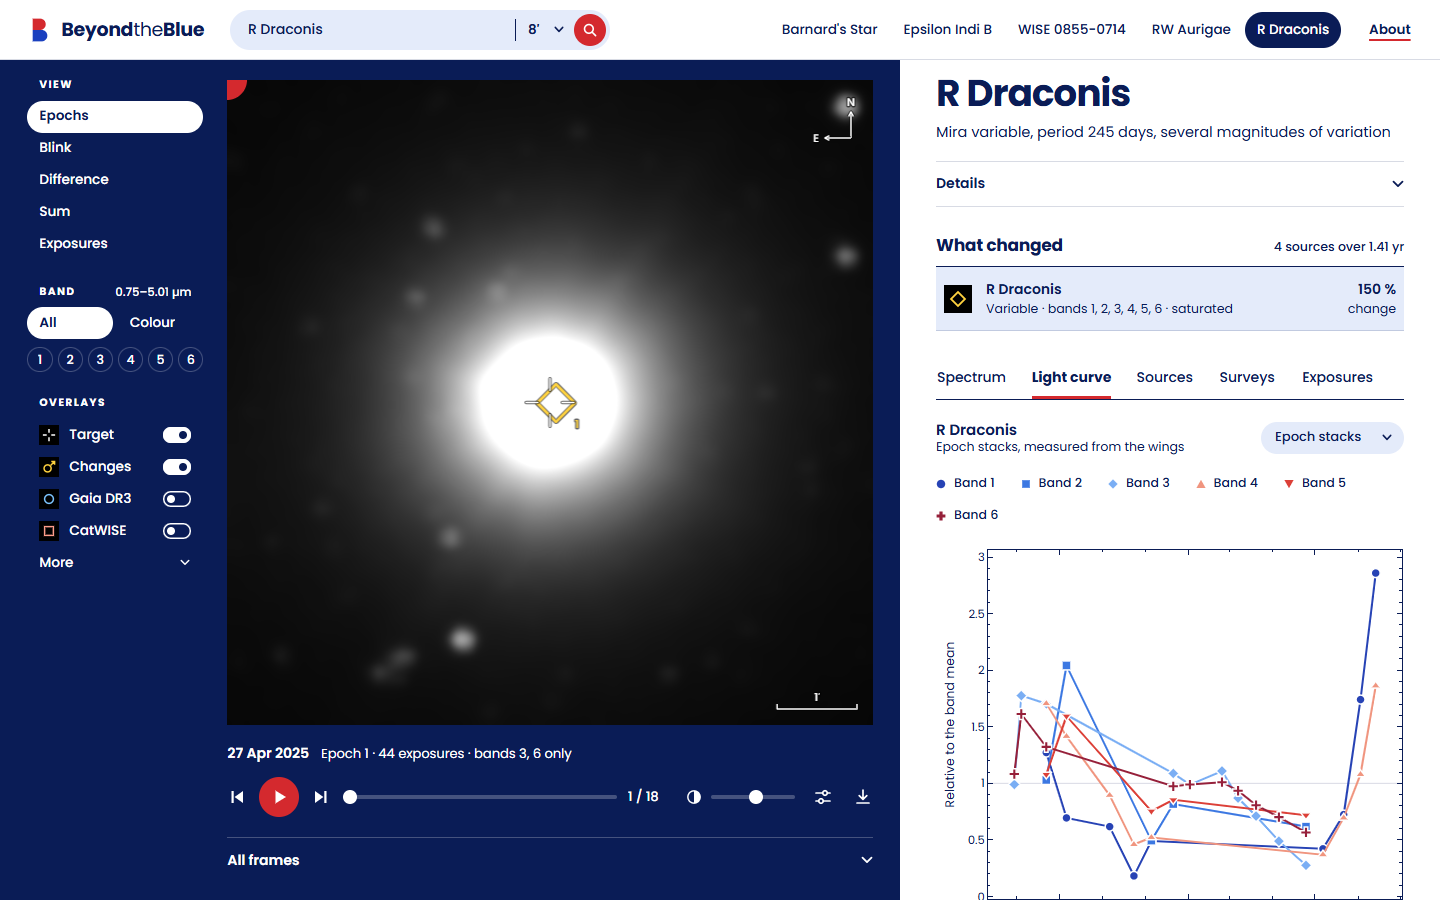 BeyondtheBlue
R Draconis
8'
Barnard's Star
Epsilon Indi B
WISE 0855-0714
RW Aurigae
R Draconis
About
VIEW
Epochs
Blink
Difference
Sum
Exposures
BAND
0.75–5.01 µm
All
Colour
1 2 3 4 5 6
OVERLAYS
Target
Changes
Gaia DR3
CatWISE
More
N
E
1
1'
27 Apr 2025 Epoch 1 · 44 exposures · bands 3, 6 only
1 / 18
All frames
R Draconis
Mira variable, period 245 days, several magnitudes of variation
Details
What changed
4 sources over 1.41 yr
R Draconis
150 %
Variable · bands 1, 2, 3, 4, 5, 6 · saturated
change
Spectrum
Light curve
Sources
Surveys
Exposures
R Draconis
Epoch stacks, measured from the wings
Epoch stacks
Band 1
Band 2
Band 3
Band 4
Band 5
Band 6
Relative to the band mean
3
2.5
2
1.5
1
0.5
0